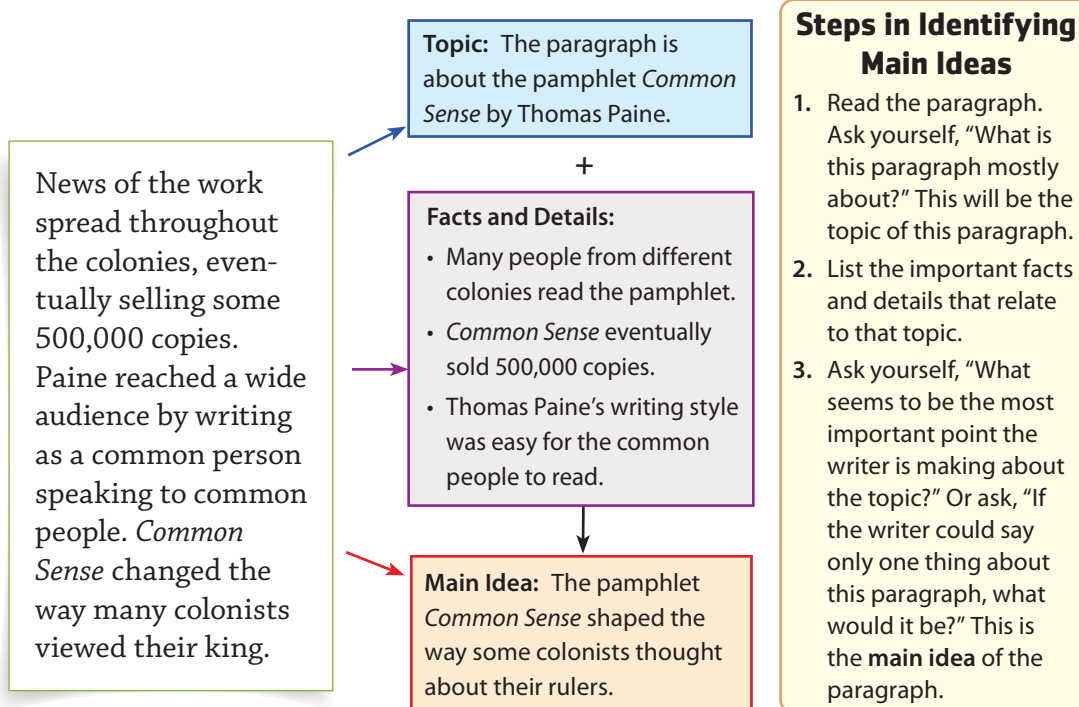 News of the work
spread throughout
the colonies, even-
tually selling some
500,000 copies.
Paine reached a wide
audience by writing
as a common person
speaking to common
people. Common
Sense changed the
way many colonists
viewed their king.
Topic: The paragraph is
about the pamphlet Common
Sense by Thomas Paine.
+
Facts and Details:
• Many people from different
colonies read the pamphlet.
• Common Sense eventually
sold 500,000 copies.
• Thomas Paine’s writing style
was easy for the common
people to read.
Main Idea: The pamphlet
Common Sense shaped the
way some colonists thought
about their rulers.
Steps in Identifying
Main Ideas
1. Read the paragraph.
Ask yourself, “What is
this paragraph mostly
about?” This will be the
topic of this paragraph.
2. List the important facts
and details that relate
to that topic.
3. Ask yourself, “What
seems to be the most
important point the
writer is making about
the topic?” Or ask, “If
the writer could say
only one thing about
this paragraph, what
would it be?” This is
the main idea of the
paragraph.